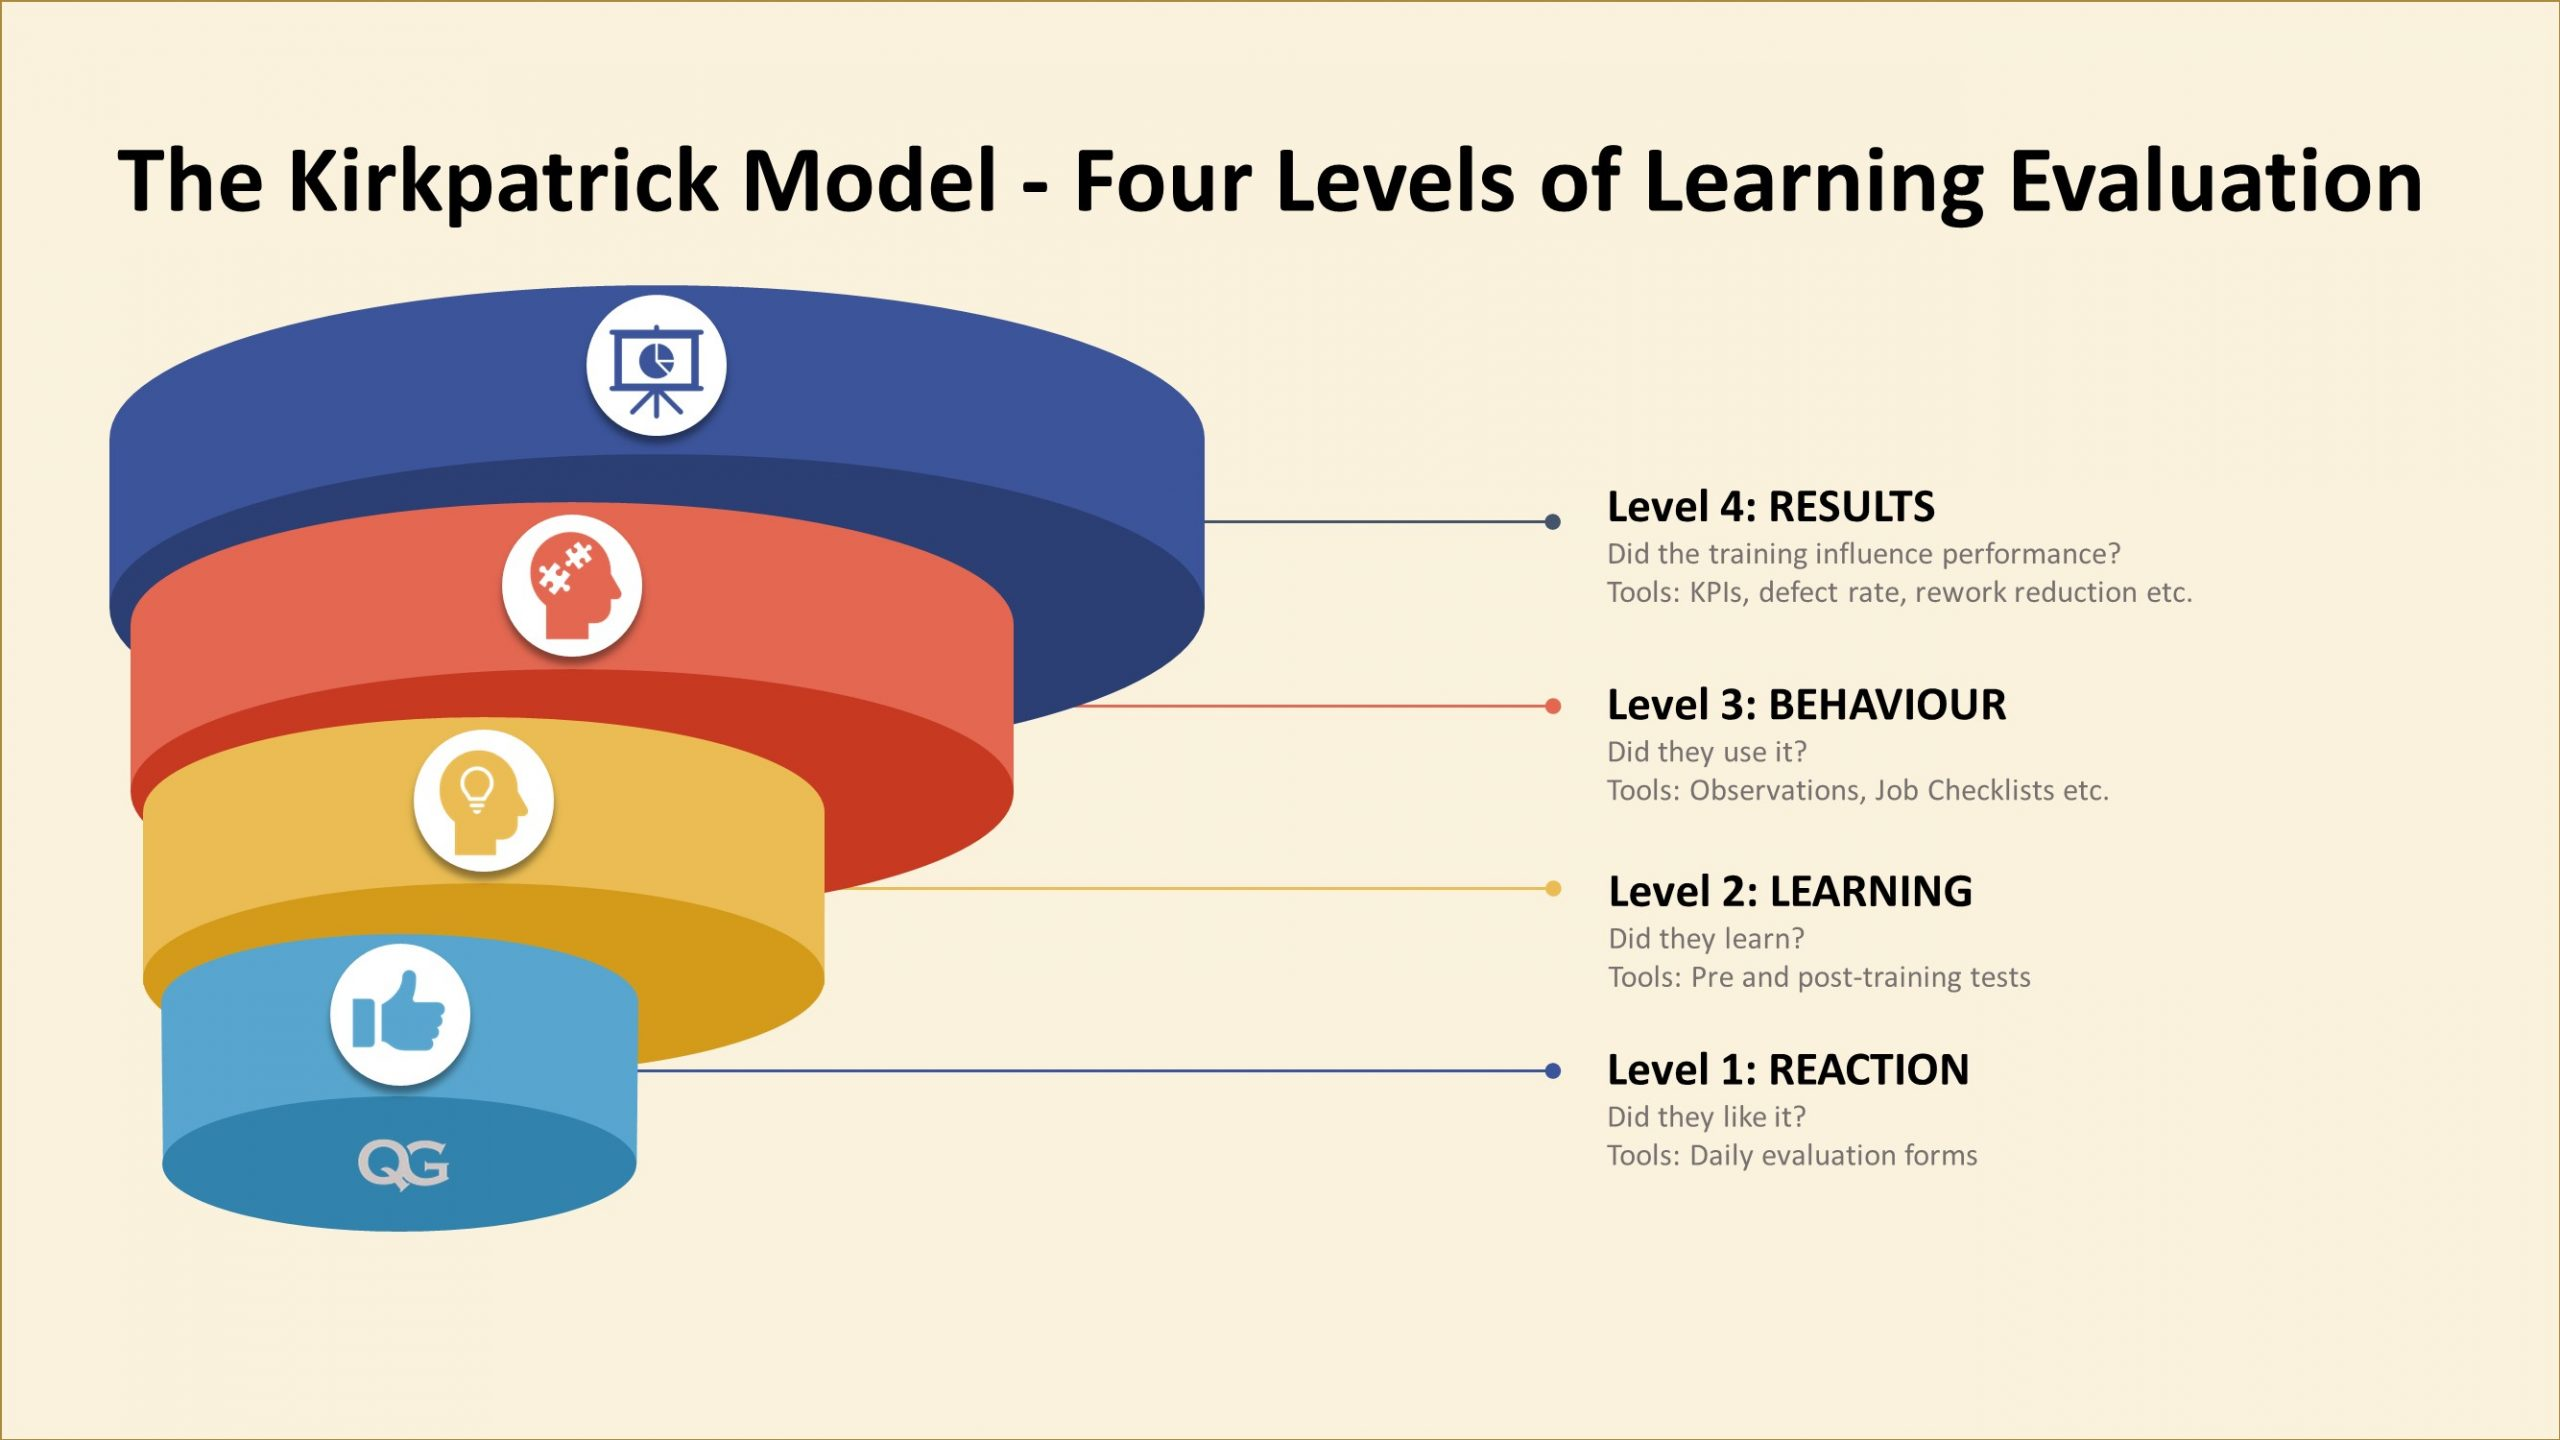 The Kirkpatrick Model - Four Levels of Learning Evaluation
Level 4: RESULTS
Did the training influence performance?
Tools: KPIs, defect rate, rework reduction etc.
Level 3: BEHAVIOUR
Did they use it?
Tools: Observations, Job Checklists etc.
Level 2: LEARNING
Did they learn?
Tools: Pre and post-training tests
Level 1: REACTION
Did they like it?
Tools: Daily evaluation forms
QG